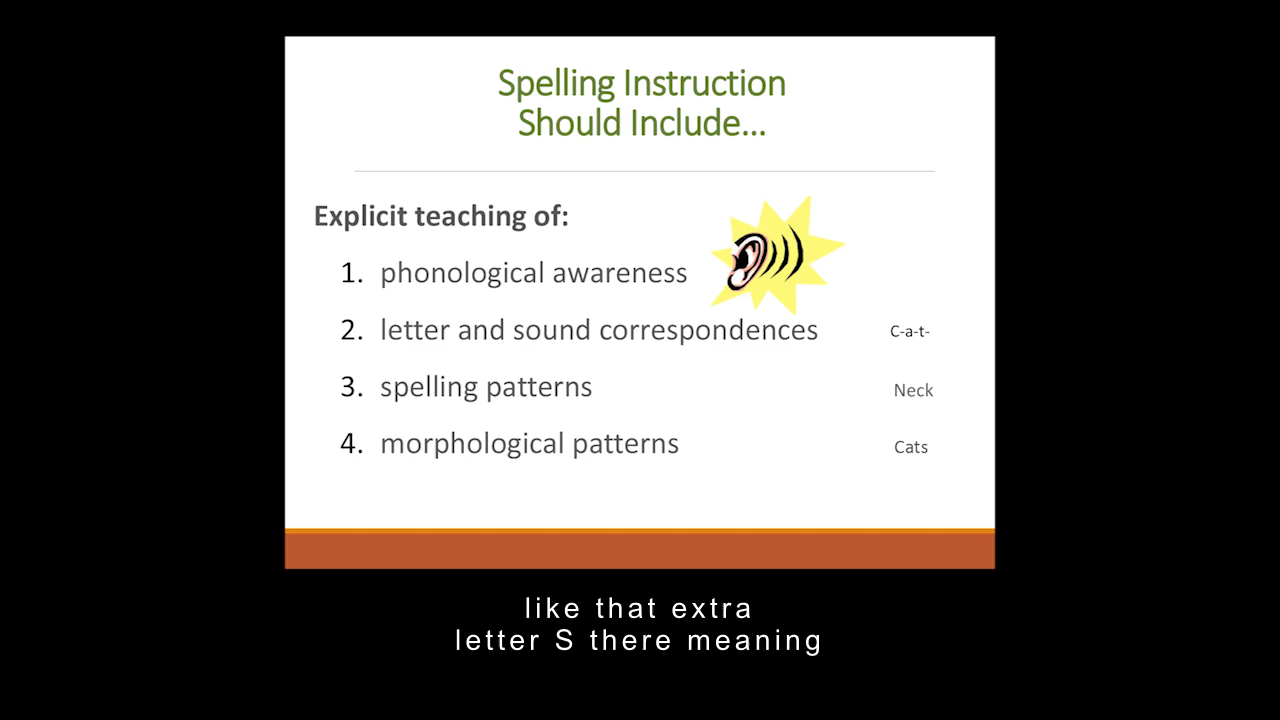 Spelling Instruction
Should Include...
Explicit teaching of:
1. phonological awareness
2. letter and sound correspondences C-a-t-
3. spelling patterns Neck
4. morphological patterns Cats
like that extra
letter S there meaning